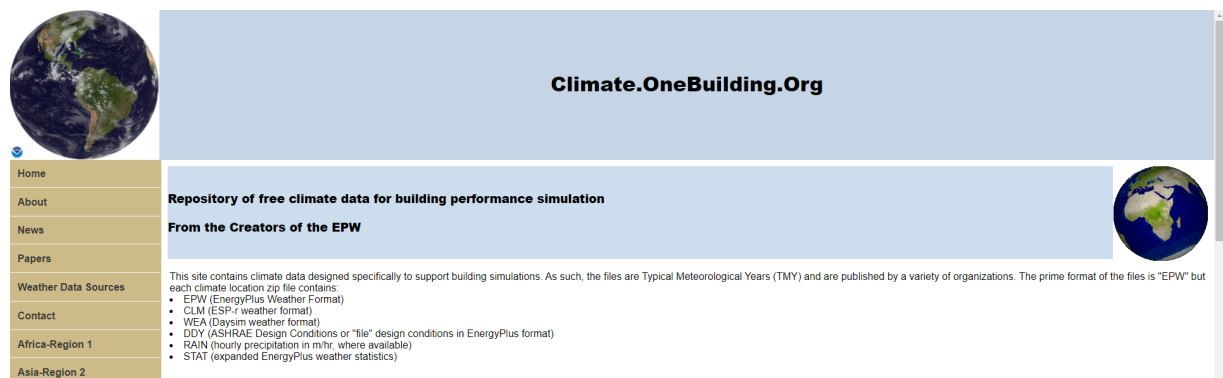 Climate.OneBuilding.Org
Home
About
News
Papers
Weather Data Sources
Contact
Africa-Region 1
Asia-Region 2
Repository of free climate data for building performance simulation
From the Creators of the EPW
This site contains climate data designed specifically to support building simulations. As such, the files are Typical Meteorological Years (TMY) and are published by a variety of organizations. The prime format of the files is "EPW" but
each climate location zip file contains:
• EPW (EnergyPlus Weather Format)
• CLM (ESP-r weather format)
• WEA (Daysim weather format)
• DDY (ASHRAE Design Conditions or "file" design conditions in EnergyPlus format)
• RAIN (hourly precipitation in m/hr, where available)
• STAT (expanded EnergyPlus weather statistics)